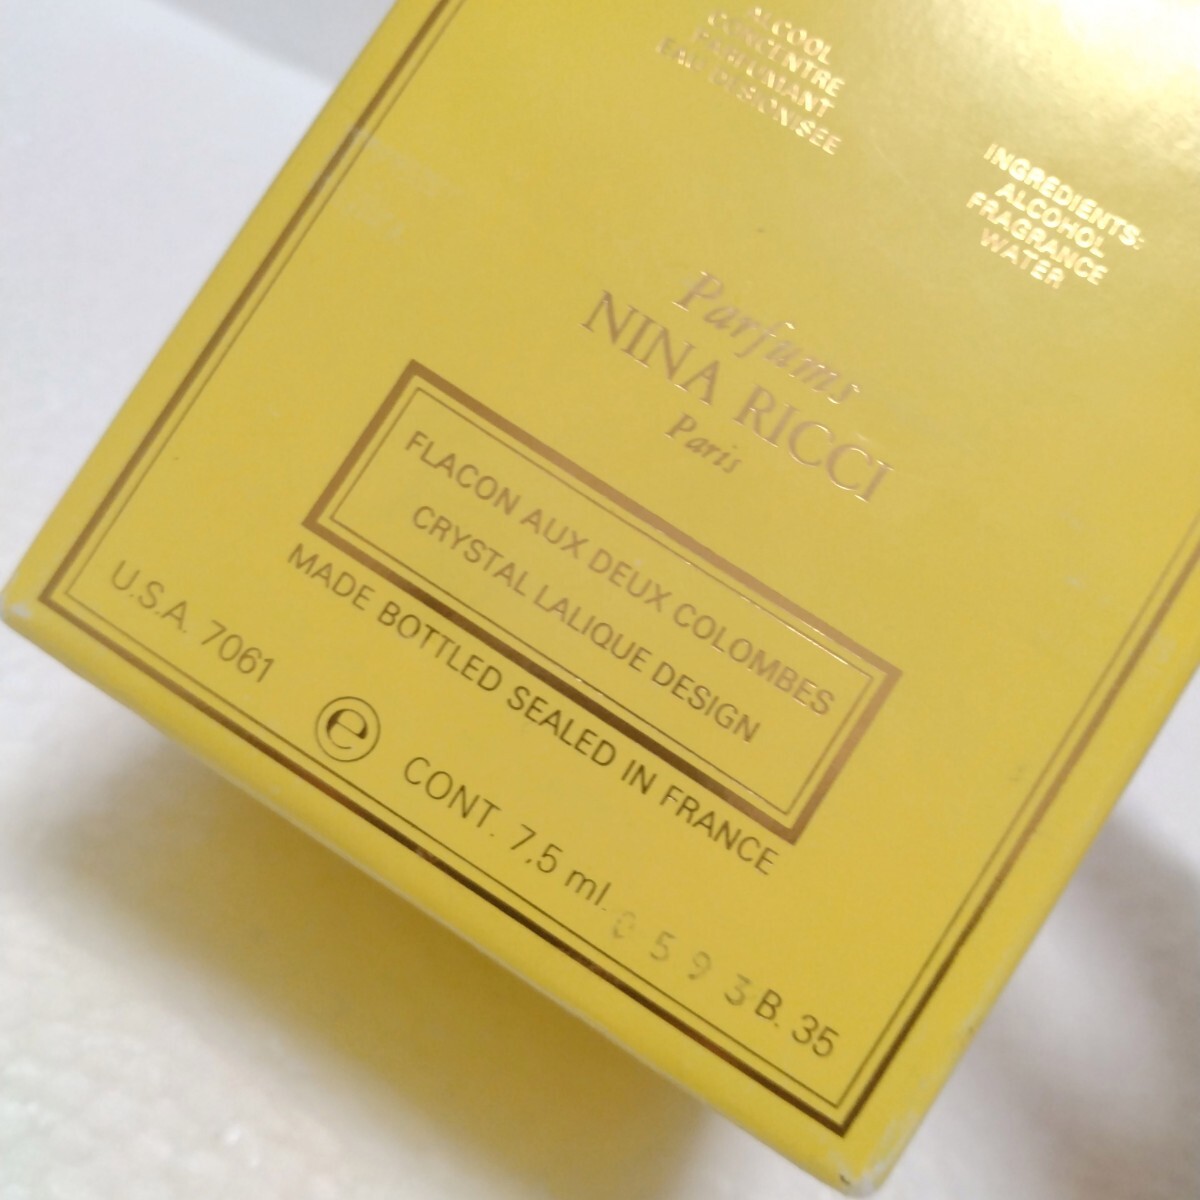 ALCOOL
CONCENTRE
PARFUMANT
EAU DESIONISEE
INGREDIENTS:
ALCOHOL
FRAGRANCE
WATER
Parfums
NINA RICCI
Paris
FLACON AUX DEUX COLOMBES
CRYSTAL LALIQUE DESIGN
MADE BOTTLED SEALED IN FRANCE
U.S.A. 7061
℮ CONT. 7,5 ml.
0593 B. 35